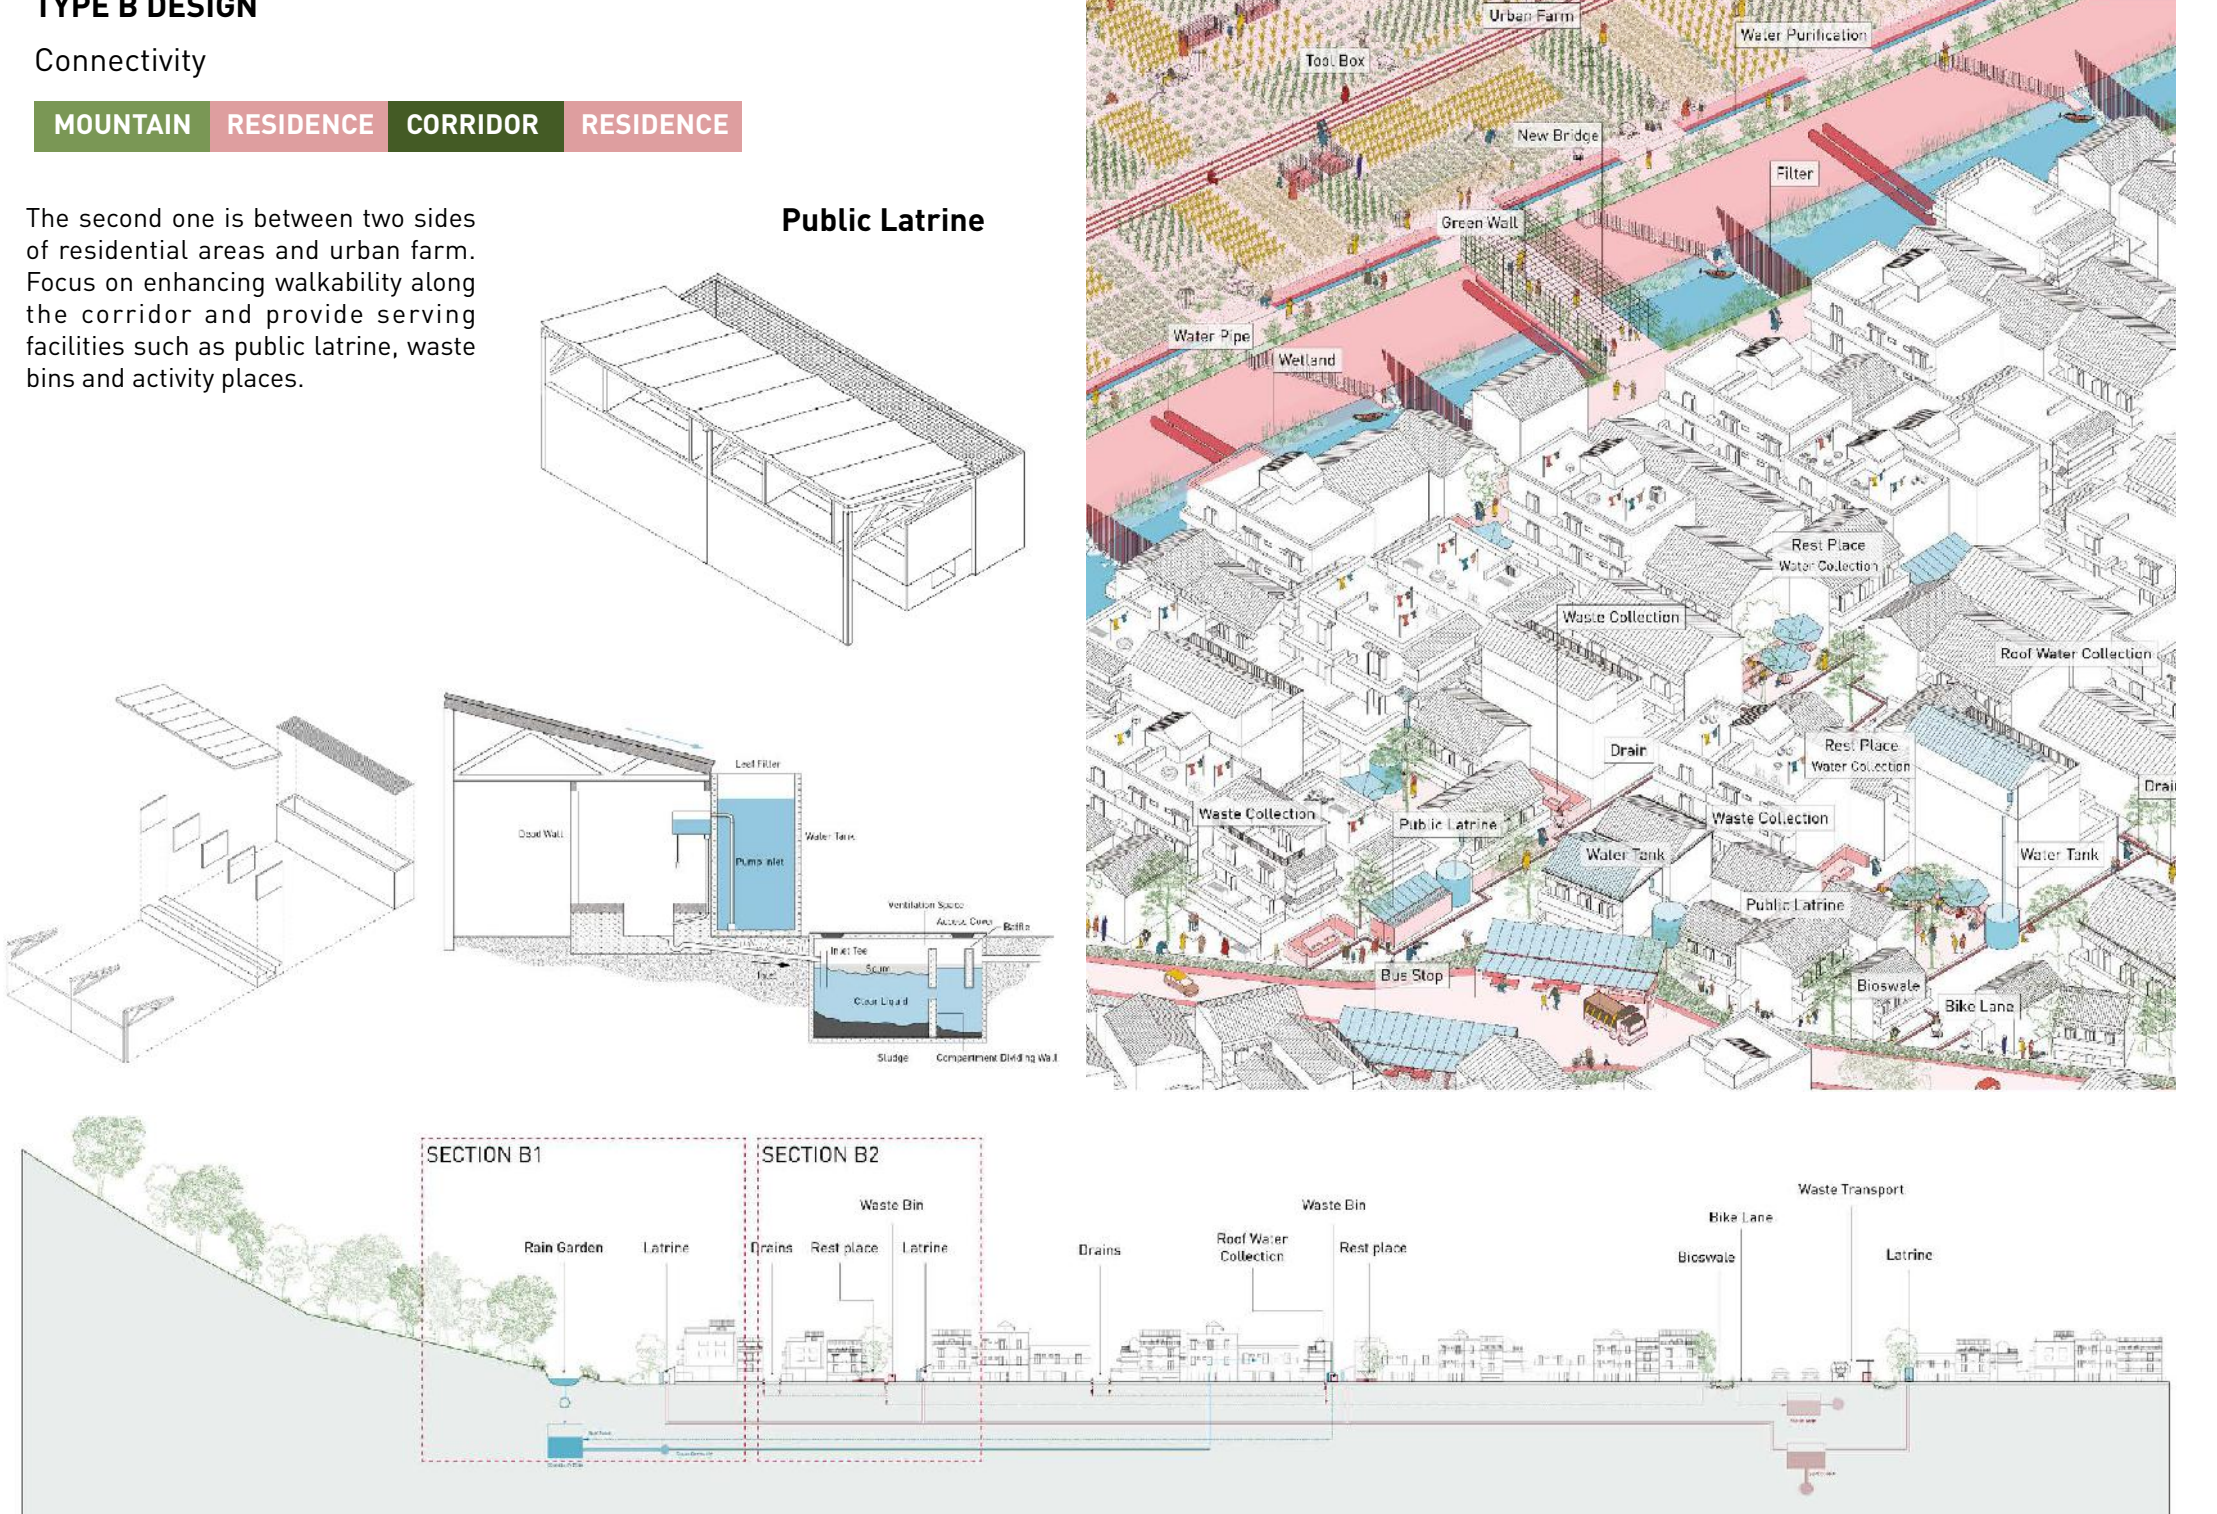 TYPE B DESIGN
Connectivity
MOUNTAIN RESIDENCE CORRIDOR RESIDENCE
The second one is between two sides
of residential areas and urban farm.
Focus on enhancing walkability along
the corridor and provide serving
facilities such as public latrine, waste
bins and activity places.
Public Latrine
Leaf Filter
Dead Wall
Water Tank
Pump Inlet
Ventilation Space
Access Cover
Baffle
Inlet Tee
Scum
Inlet
Clear Liquid
Sludge
Compartment Dividing Wall
Urban Farm
Water Purification
Tool Box
New Bridge
Filter
Green Wall
Water Pipe
Wetland
Rest Place
Water Collection
Waste Collection
Roof Water Collection
Drain
Rest Place
Water Collection
Drai
Waste Collection
Public Latrine
Waste Collection
Water Tank
Water Tank
Public Latrine
Bus Stop
Bioswale
Bike Lane
SECTION B1
SECTION B2
Waste Bin
Rain Garden
Latrine
Drains
Rest place
Latrine
Drains
Roof Water
Collection
Waste Bin
Rest place
Waste Transport
Bike Lane
Bioswale
Latrine